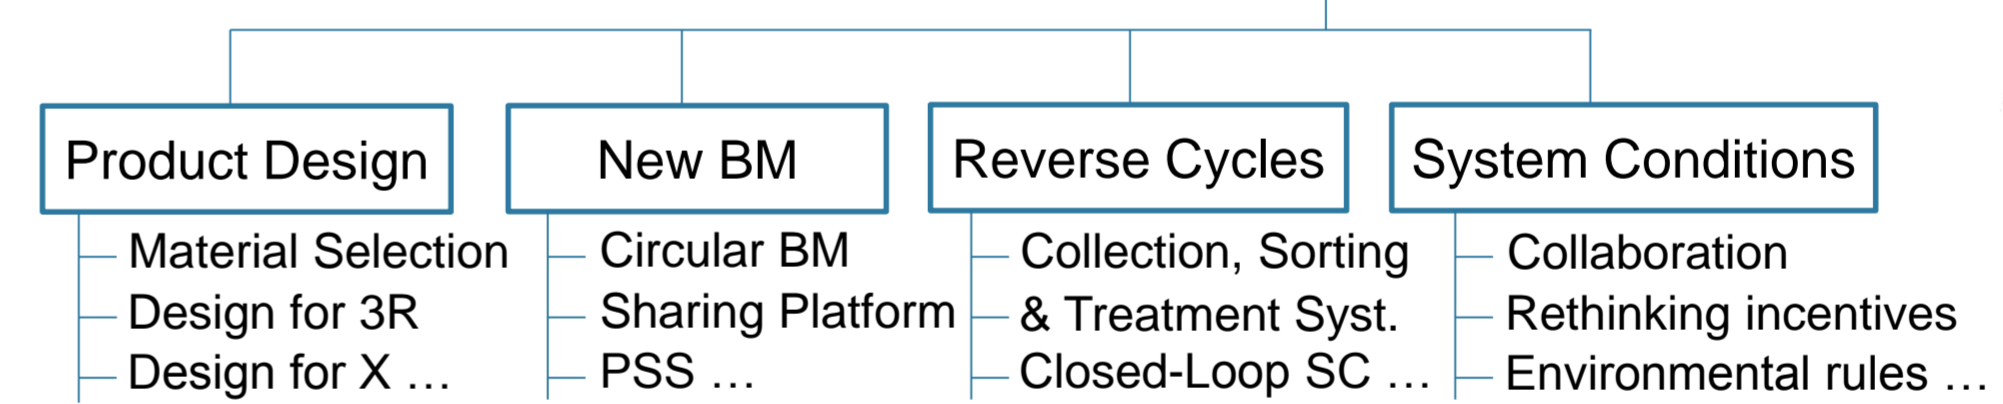 Product Design
Material Selection
Design for 3R
Design for X …
New BM
Circular BM
Sharing Platform
PSS …
Reverse Cycles
Collection, Sorting
& Treatment Syst.
Closed-Loop SC …
System Conditions
Collaboration
Rethinking incentives
Environmental rules …